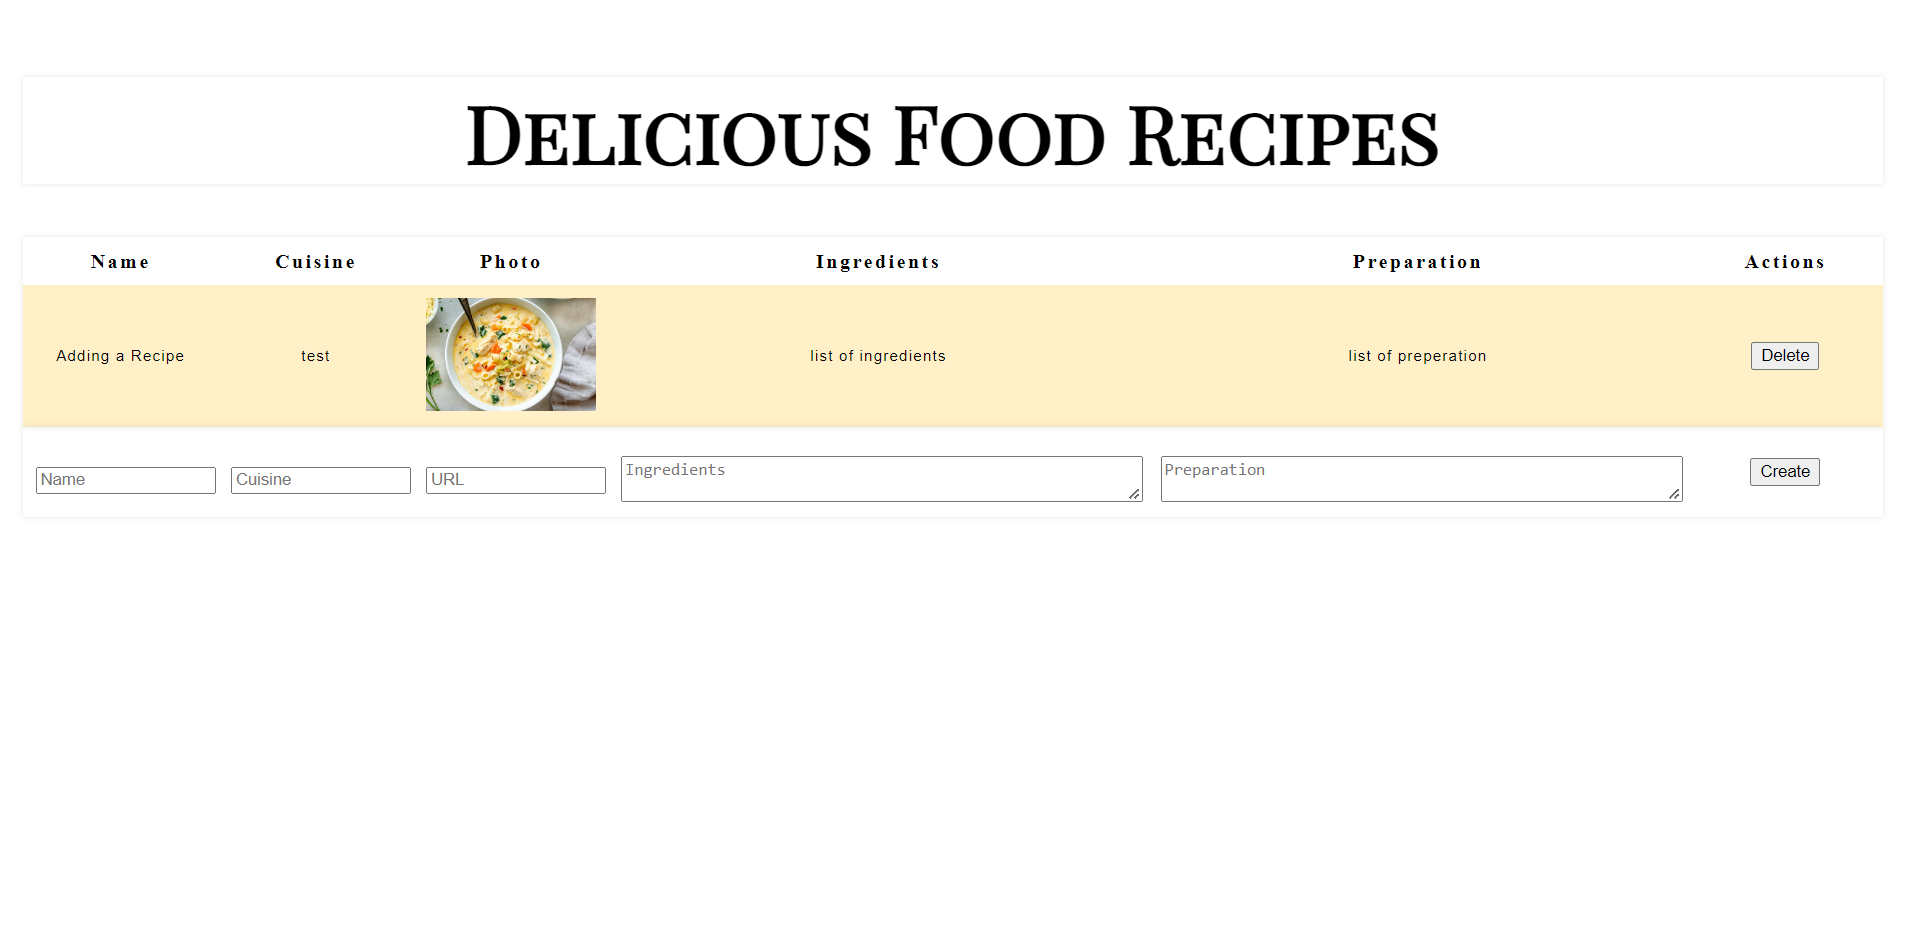 Delicious Food Recipes
Name Cuisine Photo Ingredients Preparation Actions
Adding a Recipe test list of ingredients list of preperation Delete
Name Cuisine URL Ingredients Preparation Create